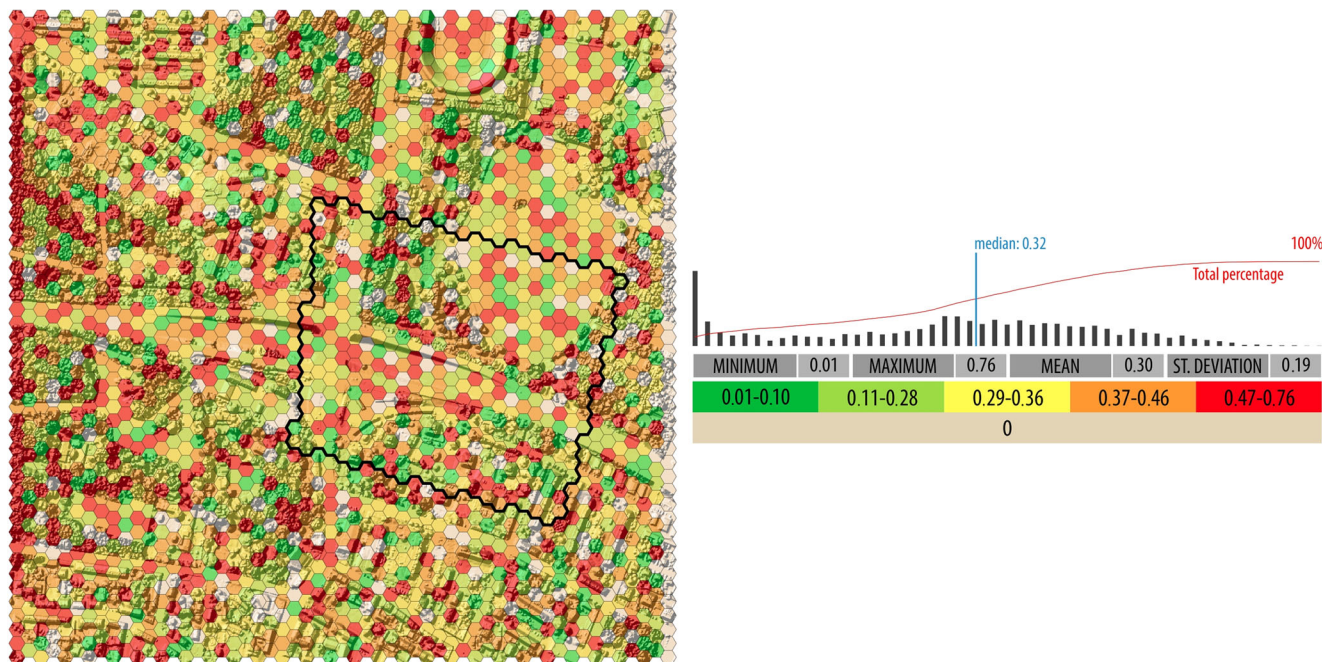 median: 0.32
100%
Total percentage
MINIMUM 0.01 MAXIMUM 0.76 MEAN 0.30 ST. DEVIATION 0.19
0.01-0.10 0.11-0.28 0.29-0.36 0.37-0.46 0.47-0.76
0